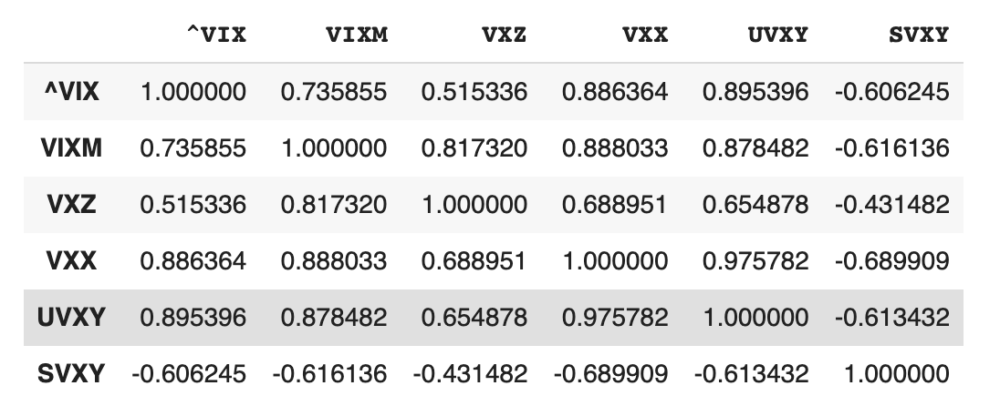 ^VIX VIXM VXZ VXX UVXY SVXY
^VIX 1.000000 0.735855 0.515336 0.886364 0.895396 -0.606245
VIXM 0.735855 1.000000 0.817320 0.888033 0.878482 -0.616136
VXZ 0.515336 0.817320 1.000000 0.688951 0.654878 -0.431482
VXX 0.886364 0.888033 0.688951 1.000000 0.975782 -0.689909
UVXY 0.895396 0.878482 0.654878 0.975782 1.000000 -0.613432
SVXY -0.606245 -0.616136 -0.431482 -0.689909 -0.613432 1.000000